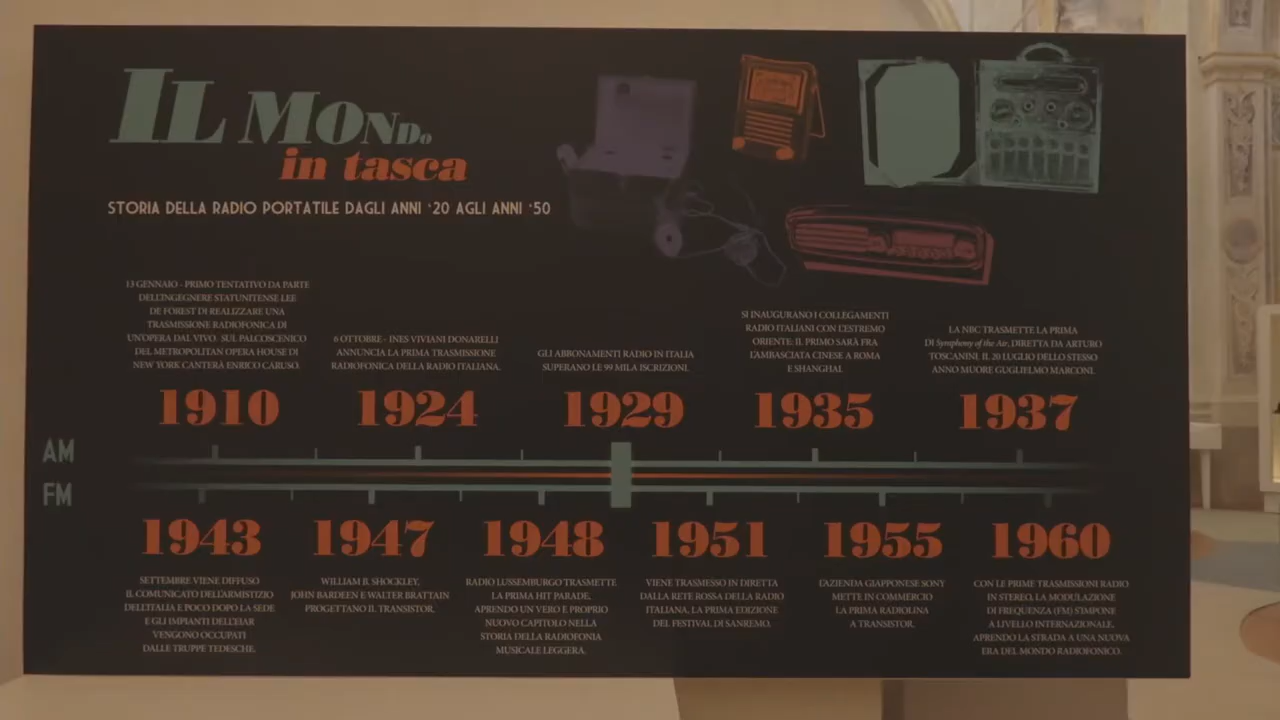 IL MONDO
in tasca
STORIA DELLA RADIO PORTATILE DAGLI ANNI '20 AGLI ANNI '50
13 GENNAIO - PRIMO TENTATIVO DA PARTE
DELL'INGEGNERE STATUNITENSE LEE
DE FOREST DI REALIZZARE UNA
TRASMISSIONE RADIOFONICA DI
UN'OPERA DAL VIVO. SUL PALCOSCENICO
DEL METROPOLITAN OPERA HOUSE DI
NEW YORK CANTERÀ ENRICO CARUSO.
1910
6 OTTOBRE - INES VIVIANI DONARELLI
ANNUNCIA LA PRIMA TRASMISSIONE
RADIOFONICA DELLA RADIO ITALIANA.
1924
GLI ABBONAMENTI RADIO IN ITALIA
SUPERANO LE 99 MILA ISCRIZIONI.
1929
SI INAUGURANO I COLLEGAMENTI
RADIO ITALIANI CON L'ESTREMO
ORIENTE: IL PRIMO SARÀ FRA
L'AMBASCIATA CINESE A ROMA
E SHANGHAI.
1935
LA NBC TRASMETTE LA PRIMA
DI Symphony of the Air, DIRETTA DA ARTURO
TOSCANINI. IL 20 LUGLIO DELLO STESSO
ANNO MUORE GUGLIELMO MARCONI.
1937
AM
FM
1943
SETTEMBRE VIENE DIFFUSO
IL COMUNICATO DELL'ARMISTIZIO
DELL'ITALIA E POCO DOPO LA SEDE
E GLI IMPIANTI DELL'EIAR
VENGONO OCCUPATI
DALLE TRUPPE TEDESCHE.
1947
WILLIAM B. SHOCKLEY,
JOHN BARDEEN E WALTER BRATTAIN
PROGETTANO IL TRANSISTOR.
1948
RADIO LUSSEMBURGO TRASMETTE
LA PRIMA HIT PARADE,
APRENDO UN VERO E PROPRIO
NUOVO CAPITOLO NELLA
STORIA DELLA RADIOFONIA
MUSICALE LEGGERA.
1951
VIENE TRASMESSO IN DIRETTA
DALLA RETE ROSSA DELLA RADIO
ITALIANA, LA PRIMA EDIZIONE
DEL FESTIVAL DI SANREMO.
1955
L'AZIENDA GIAPPONESE SONY
METTE IN COMMERCIO
LA PRIMA RADIOLINA
A TRANSISTOR.
1960
CON LE PRIME TRASMISSIONI RADIO
IN STEREO, LA MODULAZIONE
DI FREQUENZA (FM) S'IMPONE
A LIVELLO INTERNAZIONALE,
APRENDO LA STRADA A UNA NUOVA
ERA DEL MONDO RADIOFONICO.